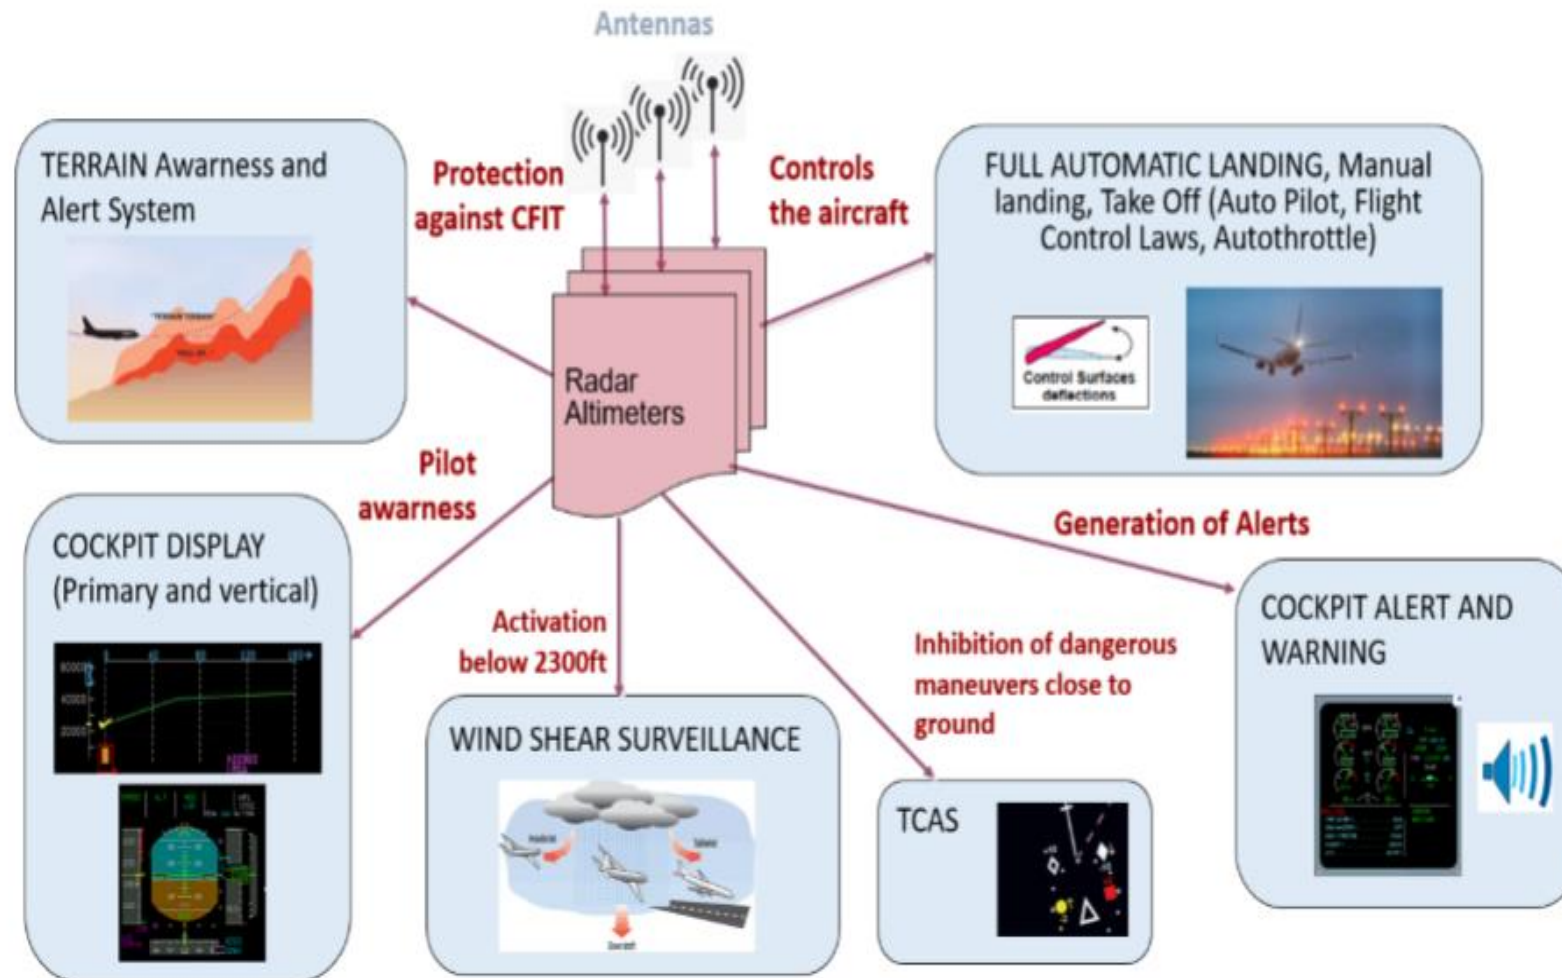 Antennas
TERRAIN Awarness and
Alert System
"TERRAIN TERRAIN"
Protection
against CFIT
Controls
the aircraft
FULL AUTOMATIC LANDING, Manual
landing, Take Off (Auto Pilot, Flight
Control Laws, Autothrottle)
Control Surfaces
deflections
Radar
Altimeters
Pilot
awarness
COCKPIT DISPLAY
(Primary and vertical)
Activation
below 2300ft
WIND SHEAR SURVEILLANCE
Inhibition of dangerous
maneuvers close to
ground
TCAS
Generation of Alerts
COCKPIT ALERT AND
WARNING